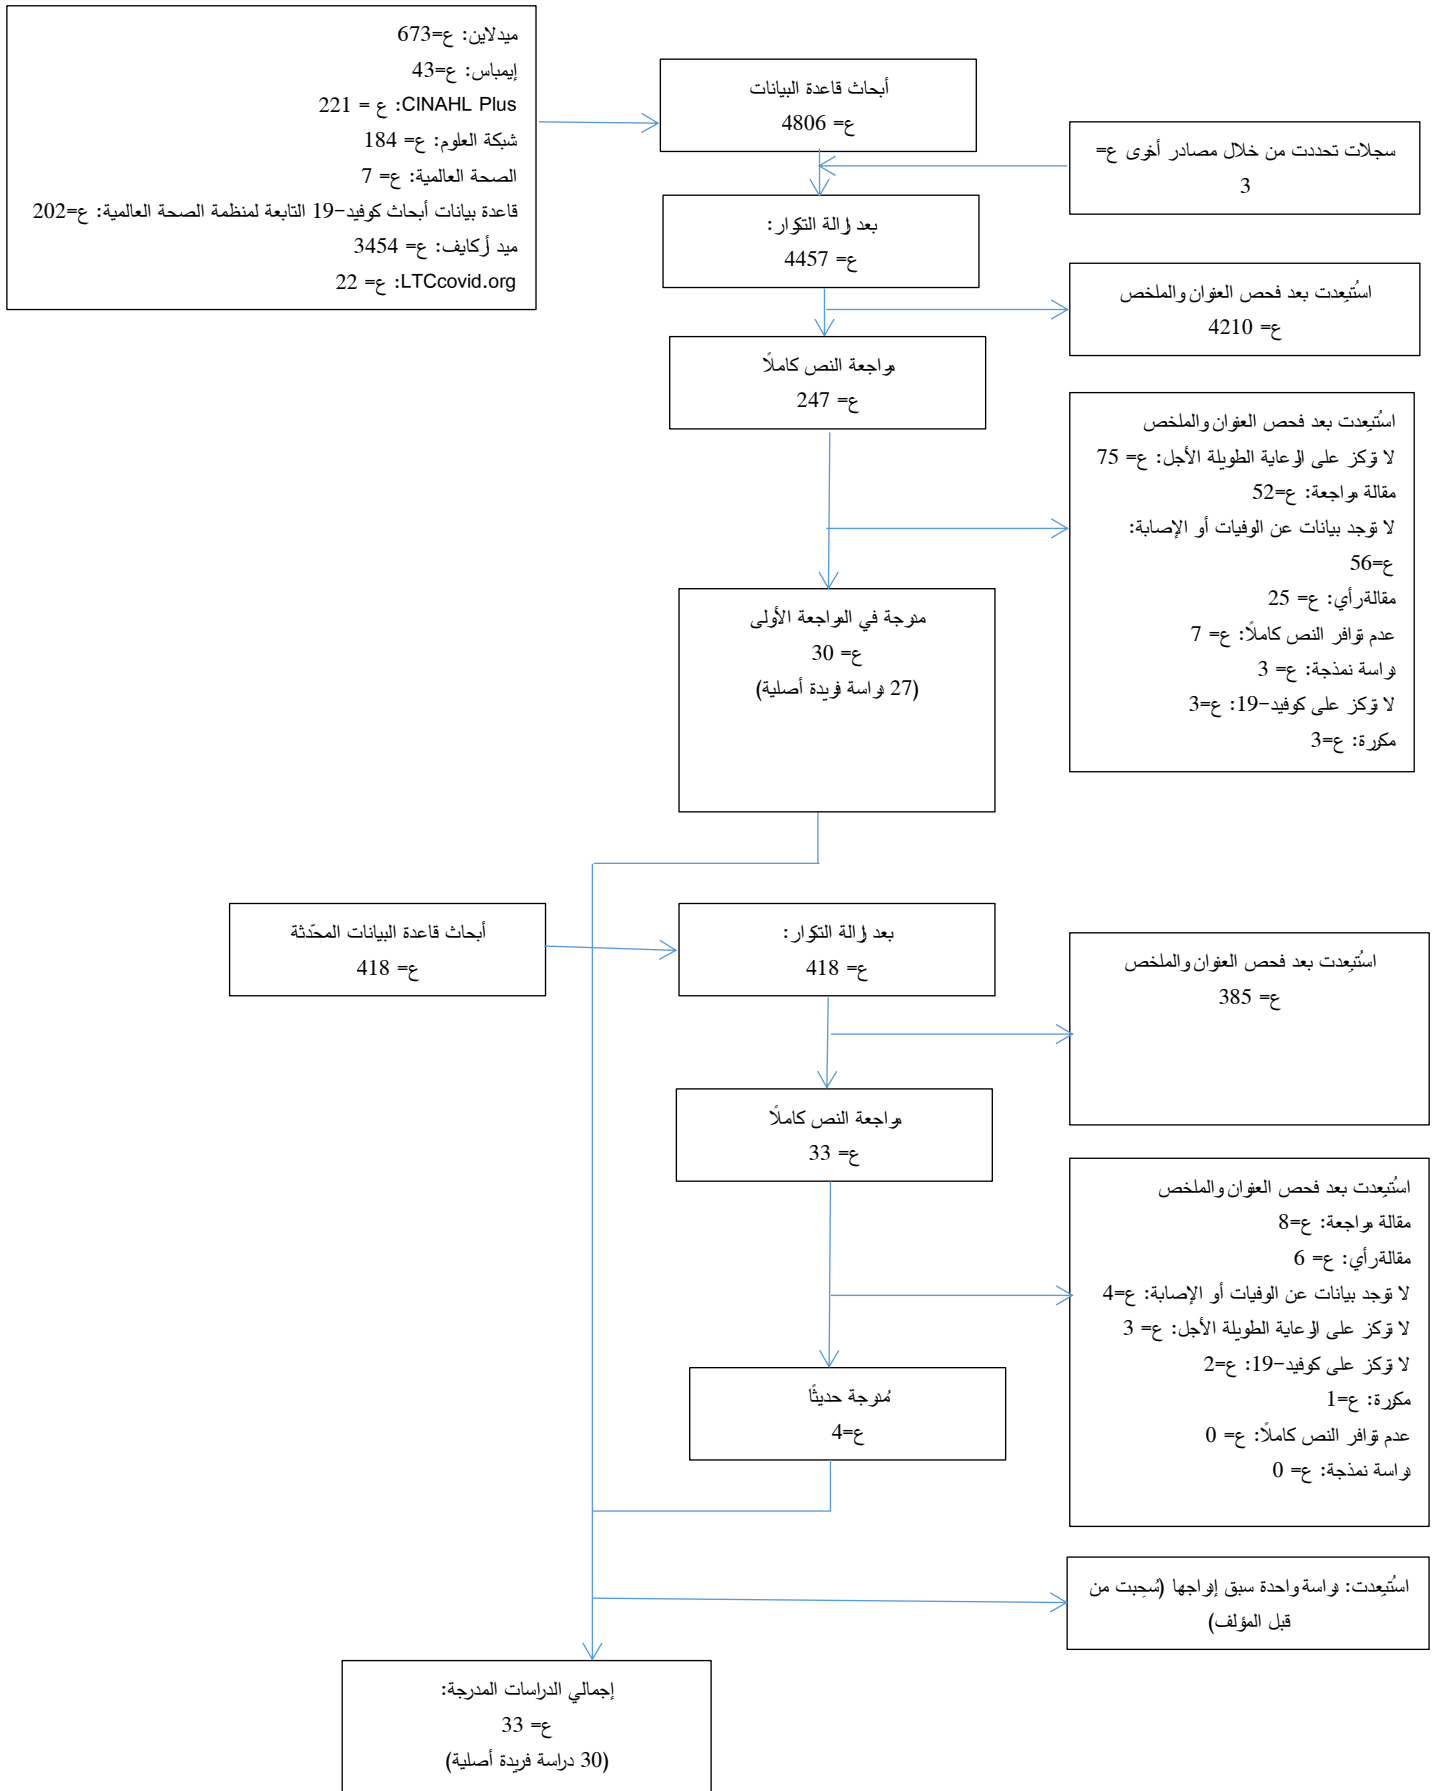 ميدلاين: ع=673
إيمباس: ع=43
CINAHL Plus: ع = 221
شبكة العلوم: ع= 184
الصحة العالمية: ع= 7
قاعدة بيانات أبحاث كوفيد-19 التابعة لمنظمة الصحة العالمية: ع=202
ميد أركايف: ع= 3454
LTCcovid.org: ع= 22
أبحاث قاعدة البيانات
ع= 4806
سجلات تحددت من خلال مصادر أخرى ع=
3
بعد إزالة التكرار:
ع= 4457
استُبعِدت بعد فحص العنوان والملخص
ع= 4210
مراجعة النص كاملًا
ع= 247
استُبعِدت بعد فحص العنوان والملخص
لا تركز على الرعاية الطويلة الأجل: ع= 75
مقالة مراجعة: ع=52
لا توجد بيانات عن الوفيات أو الإصابة:
ع=56
مقالة رأي: ع= 25
عدم توافر النص كاملًا: ع= 7
دراسة نمذجة: ع= 3
لا تركز على كوفيد-19: ع=3
مكررة: ع=3
مدرجة في المراجعة الأولى
ع= 30
(27 دراسة فريدة أصلية)
أبحاث قاعدة البيانات المحدّثة
ع= 418
بعد إزالة التكرار:
ع= 418
استُبعِدت بعد فحص العنوان والملخص
ع= 385
مراجعة النص كاملًا
ع= 33
استُبعِدت بعد فحص العنوان والملخص
مقالة مراجعة: ع=8
مقالة رأي: ع= 6
لا توجد بيانات عن الوفيات أو الإصابة: ع=4
لا تركز على الرعاية الطويلة الأجل: ع= 3
لا تركز على كوفيد-19: ع=2
مكررة: ع=1
عدم توافر النص كاملًا: ع= 0
دراسة نمذجة: ع= 0
مُدرجة حديثًا
ع=4
استُبعِدت: دراسة واحدة سبق إدراجها (سُحِبت من
قبل المؤلف)
إجمالي الدراسات المدرجة:
ع= 33
(30 دراسة فريدة أصلية)